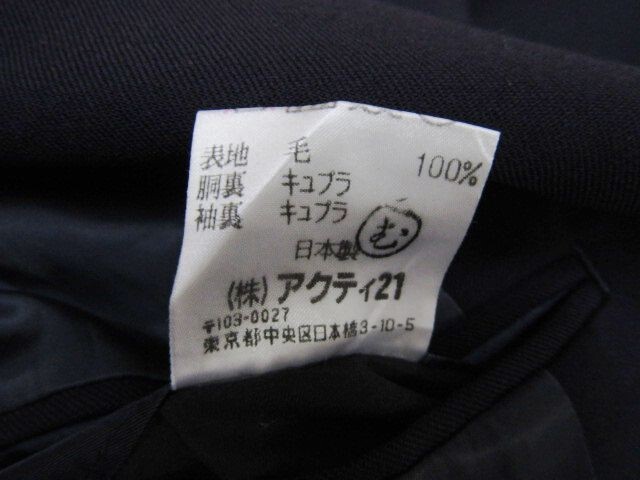 表地 毛 100%
胴裏 キュプラ
袖裏 キュプラ
日本製 む
(株) アクティ21
〒103-0027
東京都中央区日本橋3-10-5